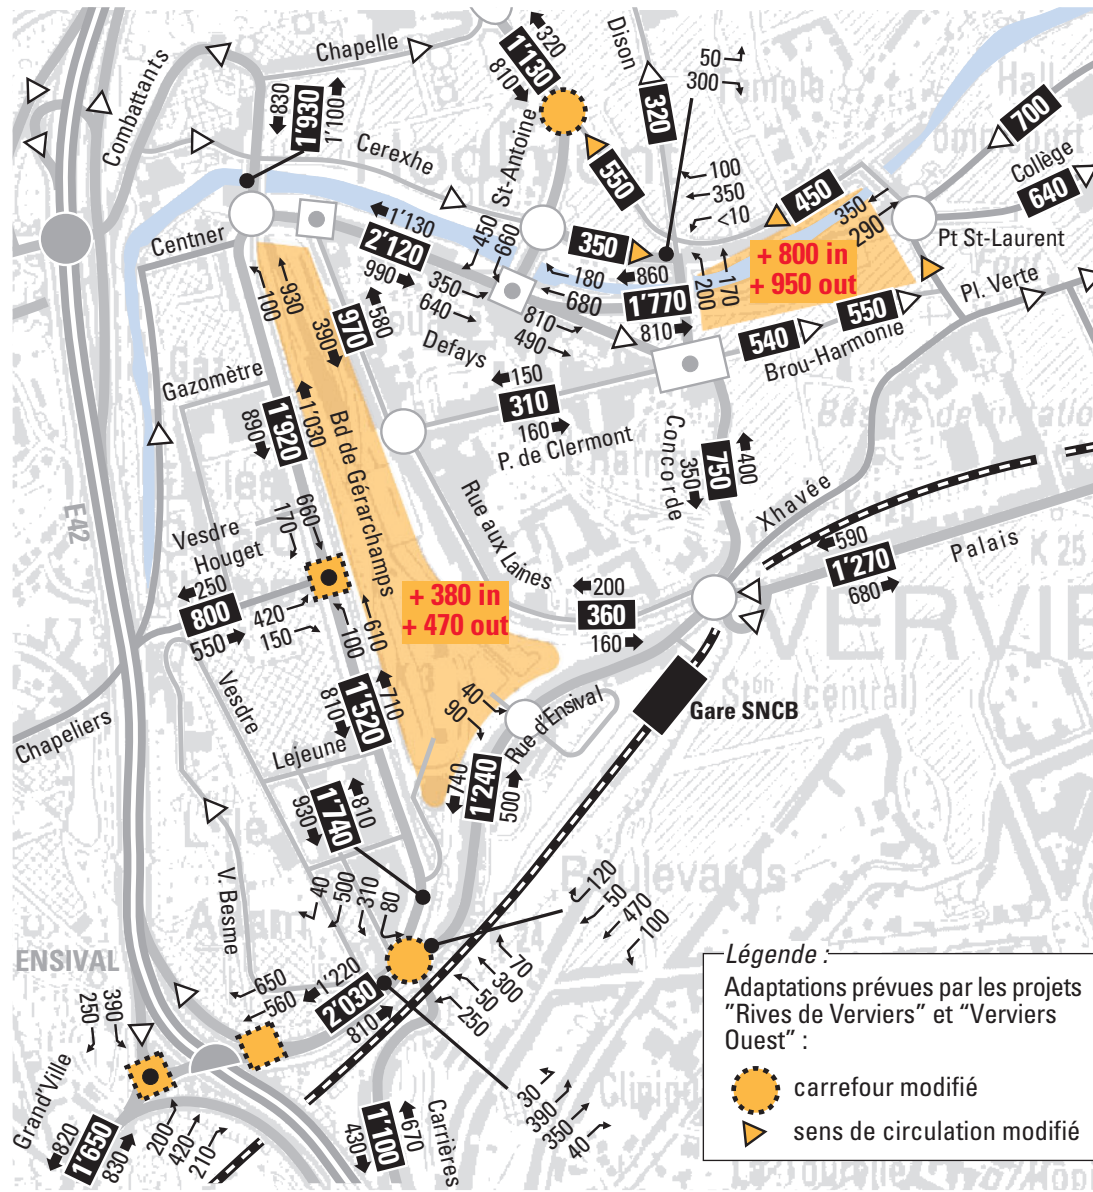 Chapelle
Combattants
Cerexhe
St-Antoine
Dison
Temple
Hall
Collège
Pt St-Laurent
Pl. Verte
Brou-Harmonie
Centner
Defays
Gazomètre
P. de Clermont
Concorde
Xhavée
Palais
Bd de Gérarchamps
Rue aux Laines
Vesdre
Houget
E42
Vesdre
Lejeune
Chapeliers
V. Besme
Rue d'Ensival
Gare SNCB
VERVIE
Central
Boulevards
ENSIVAL
Grand'Ville
Carrières
320
1'130
810
830
1'930
1'100
50
300
320
550
700
640
100
350
<10
450
350
290
+ 800 in
+ 950 out
1'130
2'120
990
450
660
350
640
350
180
680
860
1'770
810
200
170
810
490
540
550
100
930
390
970
580
150
310
160
890
1'920
1'030
350
750
400
660
170
250
800
550
420
150
100
610
+ 380 in
+ 470 out
200
360
160
590
1'270
680
810
1'520
710
40
90
740
1'240
500
930
1'740
810
40
500
310
80
120
50
470
100
70
300
50
250
650
560
1'220
2'030
810
390
250
820
1'650
830
200
420
210
430
1'100
670
30
390
350
40
Légende :
Adaptations prévues par les projets
"Rives de Verviers" et “Verviers
Ouest” :
carrefour modifié
sens de circulation modifié